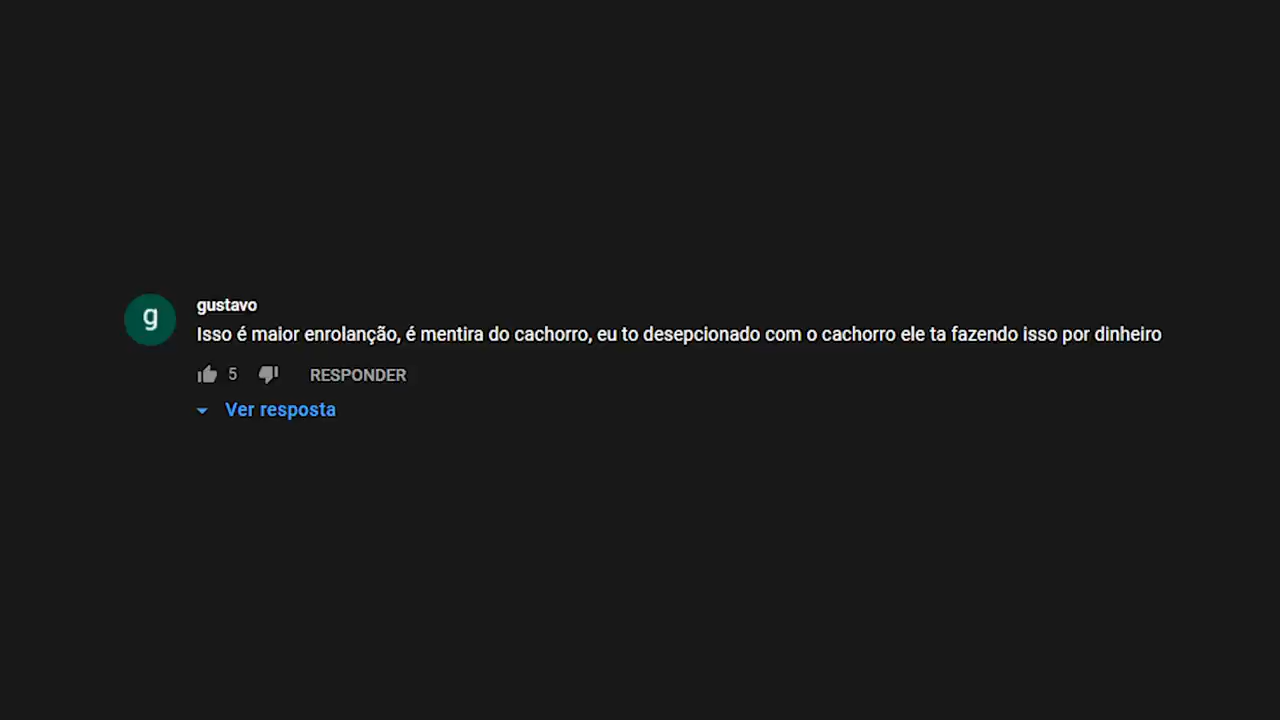 g
gustavo
Isso é maior enrolanção, é mentira do cachorro, eu to desepcionado com o cachorro ele ta fazendo isso por dinheiro
5 RESPONDER
Ver resposta